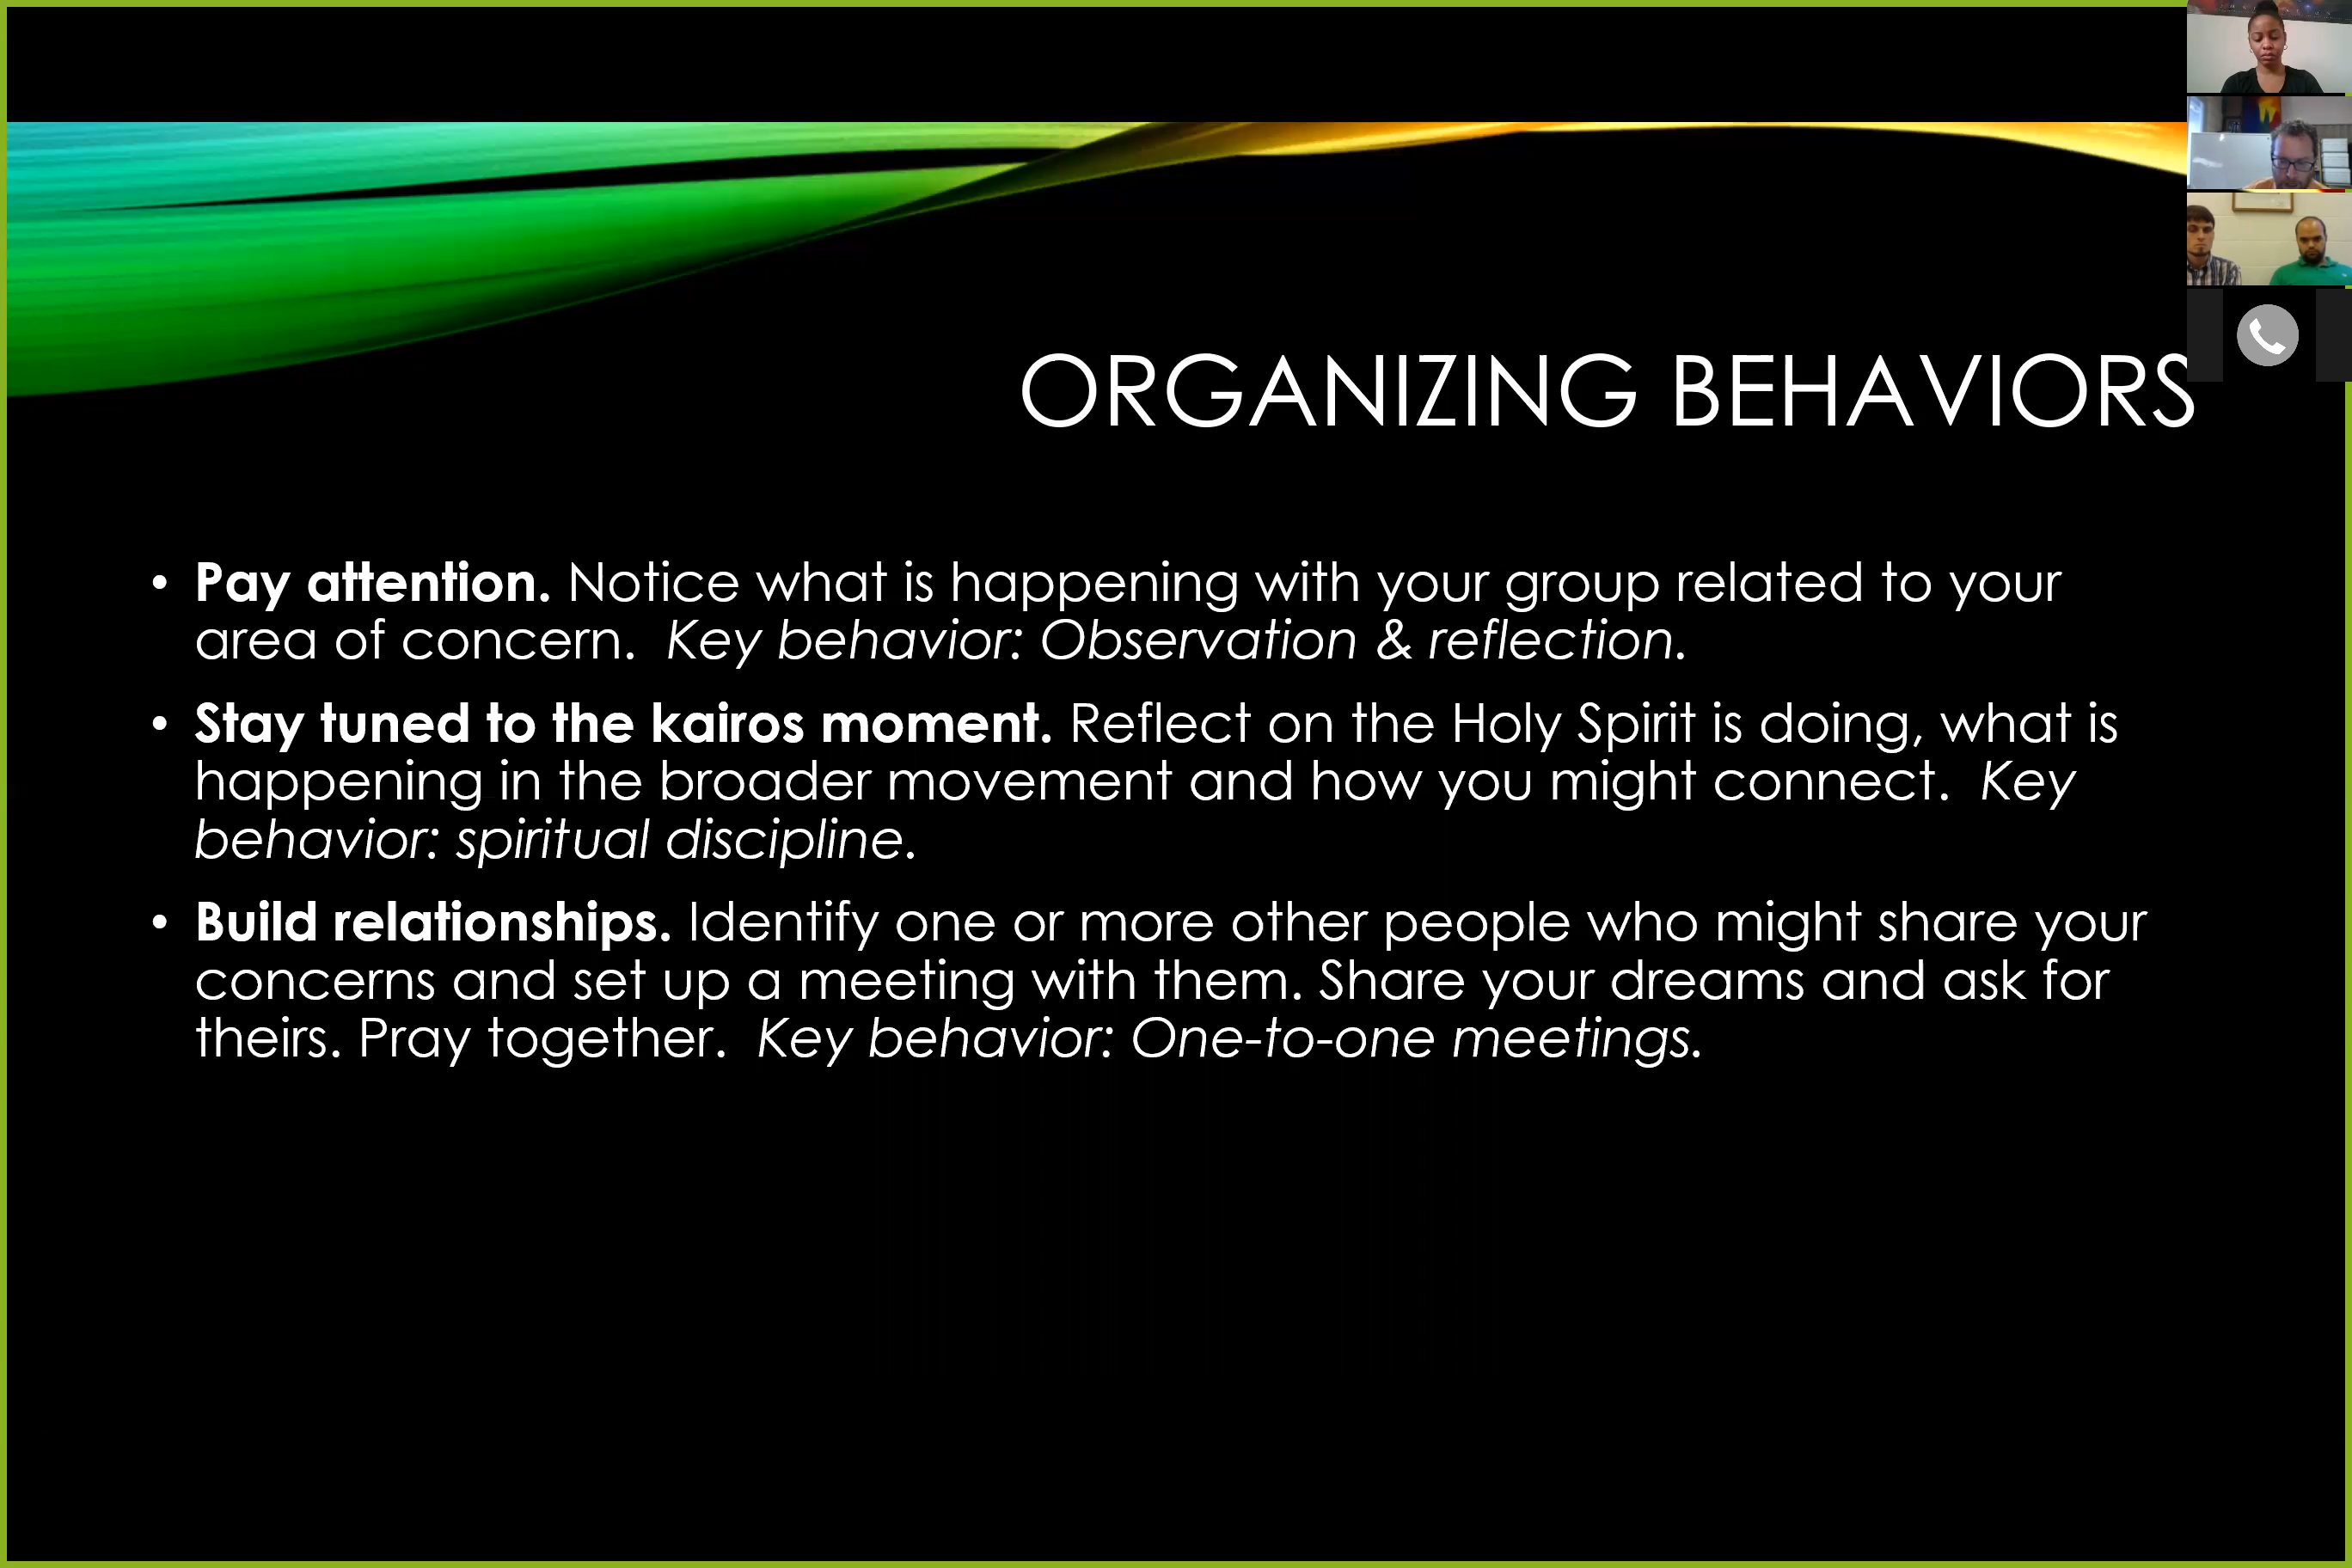 ORGANIZING BEHAVIORS
• Pay attention. Notice what is happening with your group related to your
area of concern.  Key behavior: Observation & reflection.
• Stay tuned to the kairos moment. Reflect on the Holy Spirit is doing, what is
happening in the broader movement and how you might connect.  Key
behavior: spiritual discipline.
• Build relationships. Identify one or more other people who might share your
concerns and set up a meeting with them. Share your dreams and ask for
theirs. Pray together.  Key behavior: One-to-one meetings.